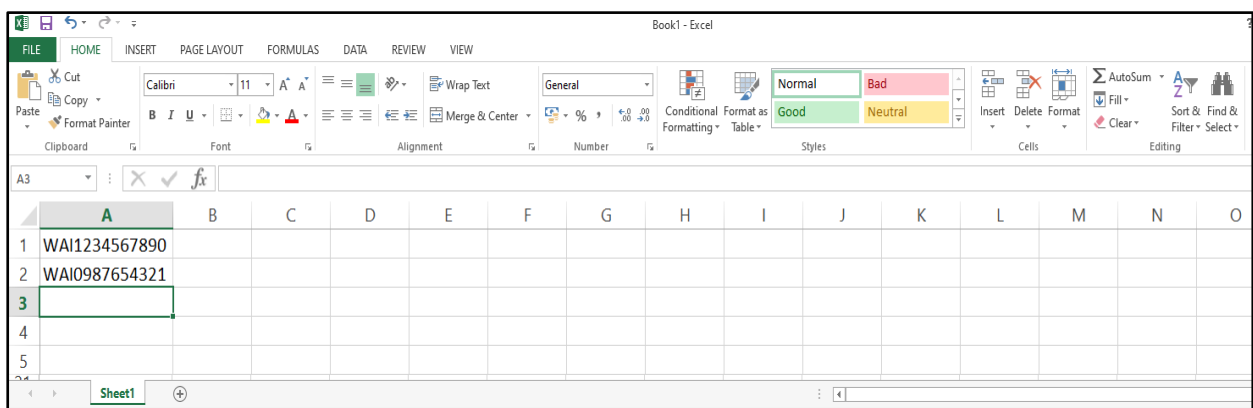 Book1 - Excel ?
FILE HOME INSERT PAGE LAYOUT FORMULAS DATA REVIEW VIEW
Cut Calibri 11 A A Wrap Text General Normal Bad AutoSum
Copy Fill
Paste Format Painter B I U A Merge & Center % , .00 Conditional Format as Good Neutral Insert Delete Format Clear Sort & Find &
Formatting Table Filter Select
Clipboard Font Alignment Number Styles Cells Editing
A3 fx
A B C D E F G H I J K L M N O
1 WAI1234567890
2 WAI0987654321
3
4
5
Sheet1